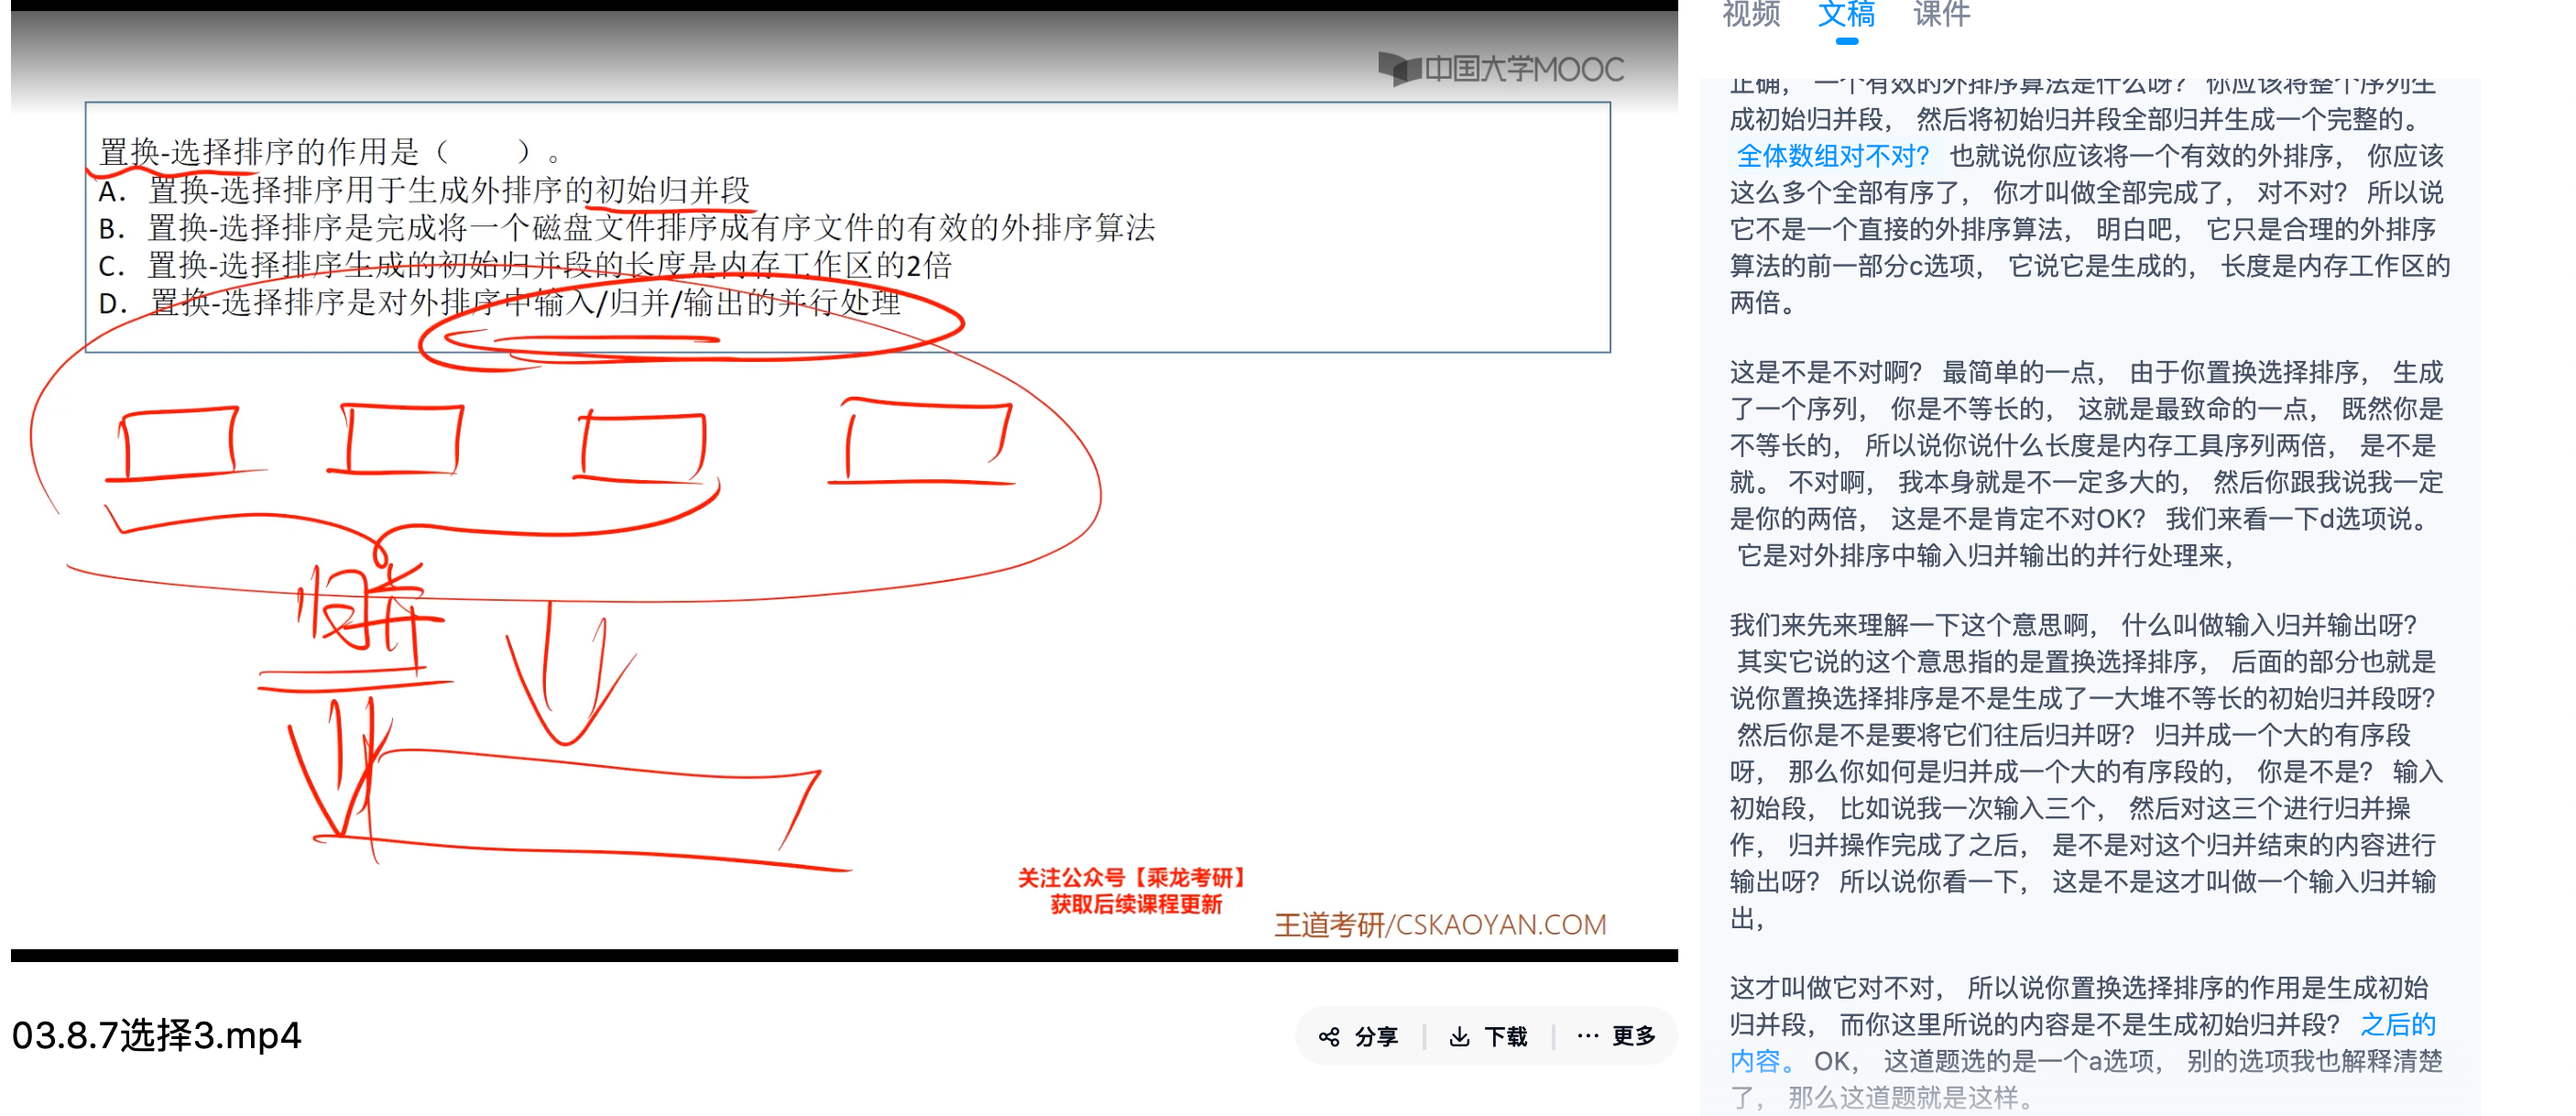 中国大学MOOC
置换-选择排序的作用是（　　）。
A. 置换-选择排序用于生成外排序的初始归并段
B. 置换-选择排序是完成将一个磁盘文件排序成有序文件的有效的外排序算法
C. 置换-选择排序生成的初始归并段的长度是内存工作区的2倍
D. 置换-选择排序是对外排序中输入/归并/输出的并行处理
归并
关注公众号【乘龙考研】
获取后续课程更新
王道考研/CSKAOYAN.COM
03.8.7选择3.mp4
分享
下载
更多
视频 文稿 课件
正确， 一个有效的外排序算法是什么呀？ 你应该将整个序列生
成初始归并段， 然后将初始归并段全部归并生成一个完整的。
全体数组对不对？ 也就说你应该将一个有效的外排序， 你应该
这么多个全部有序了， 你才叫做全部完成了， 对不对？ 所以说
它不是一个直接的外排序算法， 明白吧， 它只是合理的外排序
算法的前一部分c选项， 它说它是生成的， 长度是内存工作区的
两倍。
这是不是不对啊？ 最简单的一点， 由于你置换选择排序， 生成
了一个序列， 你是不等长的， 这就是最致命的一点， 既然你是
不等长的， 所以说你说什么长度是内存工具序列两倍， 是不是
就。 不对啊， 我本身就是不一定多大的， 然后你跟我说我一定
是你的两倍， 这是不是肯定不对OK？ 我们来看一下d选项说。
它是对外排序中输入归并输出的并行处理来，
我们来先来理解一下这个意思啊， 什么叫做输入归并输出呀？
其实它说的这个意思指的是置换选择排序， 后面的部分也就是
说你置换选择排序是不是生成了一大堆不等长的初始归并段呀？
然后你是不是要将它们往后归并呀？ 归并成一个大的有序段
呀， 那么你如何是归并成一个大的有序段的， 你是不是？ 输入
初始段， 比如说我一次输入三个， 然后对这三个进行归并操
作， 归并操作完成了之后， 是不是对这个归并结束的内容进行
输出呀？ 所以说你看一下， 这是不是这才叫做一个输入归并输
出，
这才叫做它对不对， 所以说你置换选择排序的作用是生成初始
归并段， 而你这里所说的内容是不是生成初始归并段？ 之后的
内容。 OK， 这道题选的是一个a选项， 别的选项我也解释清楚
了， 那么这道题就是这样。